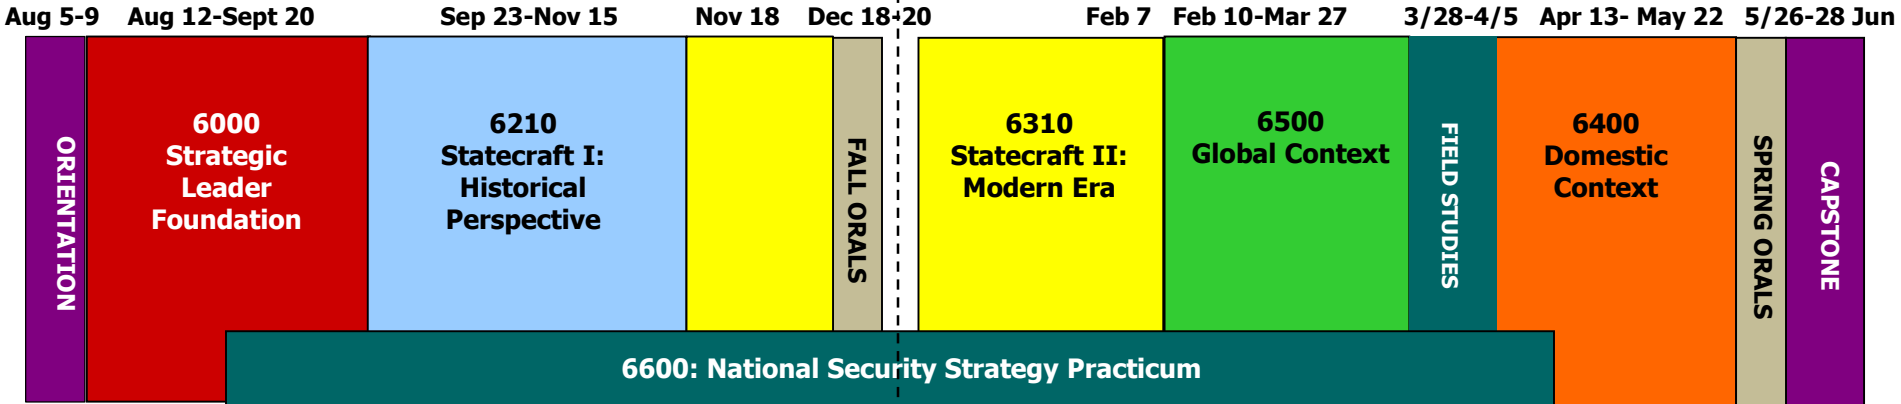 Aug 5-9 Aug 12-Sept 20 Sep 23-Nov 15 Nov 18 Dec 18-20 Feb 7 Feb 10-Mar 27 3/28-4/5 Apr 13- May 22 5/26-28 Jun
ORIENTATION
6000
Strategic
Leader
Foundation
6210
Statecraft I:
Historical
Perspective
FALL ORALS
6310
Statecraft II:
Modern Era
6500
Global Context
FIELD STUDIES
6400
Domestic
Context
SPRING ORALS
CAPSTONE
6600: National Security Strategy Practicum